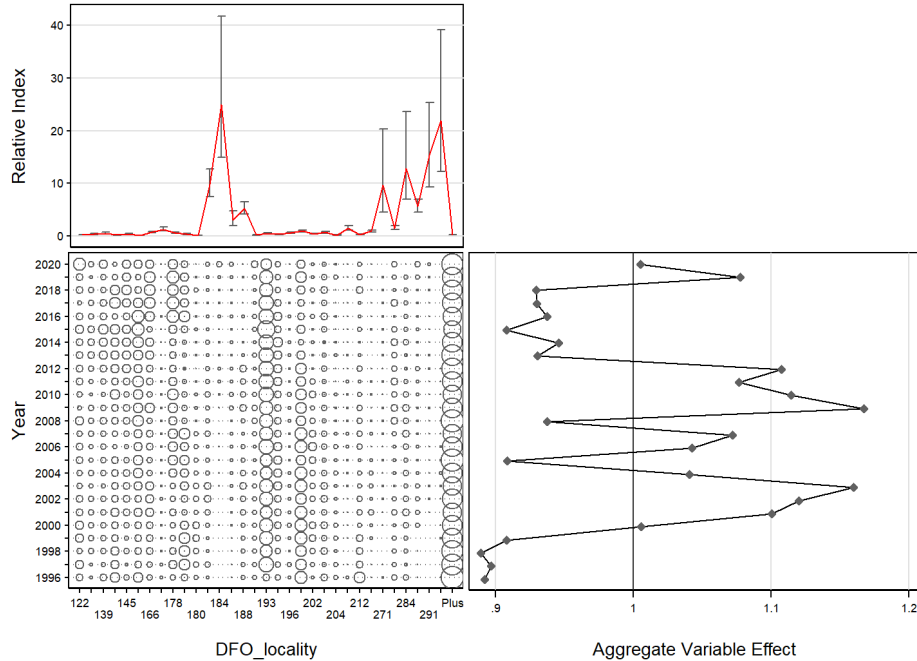 40
30
20
10
0
Relative Index
2020
2018
2016
2014
2012
2010
2008
2006
2004
2002
2000
1998
1996
Year
122 145 178 184 193 202 212 284 Plus
139 166 180 188 196 204 271 291
DFO_locality
.9 1 1.1 1.2
Aggregate Variable Effect